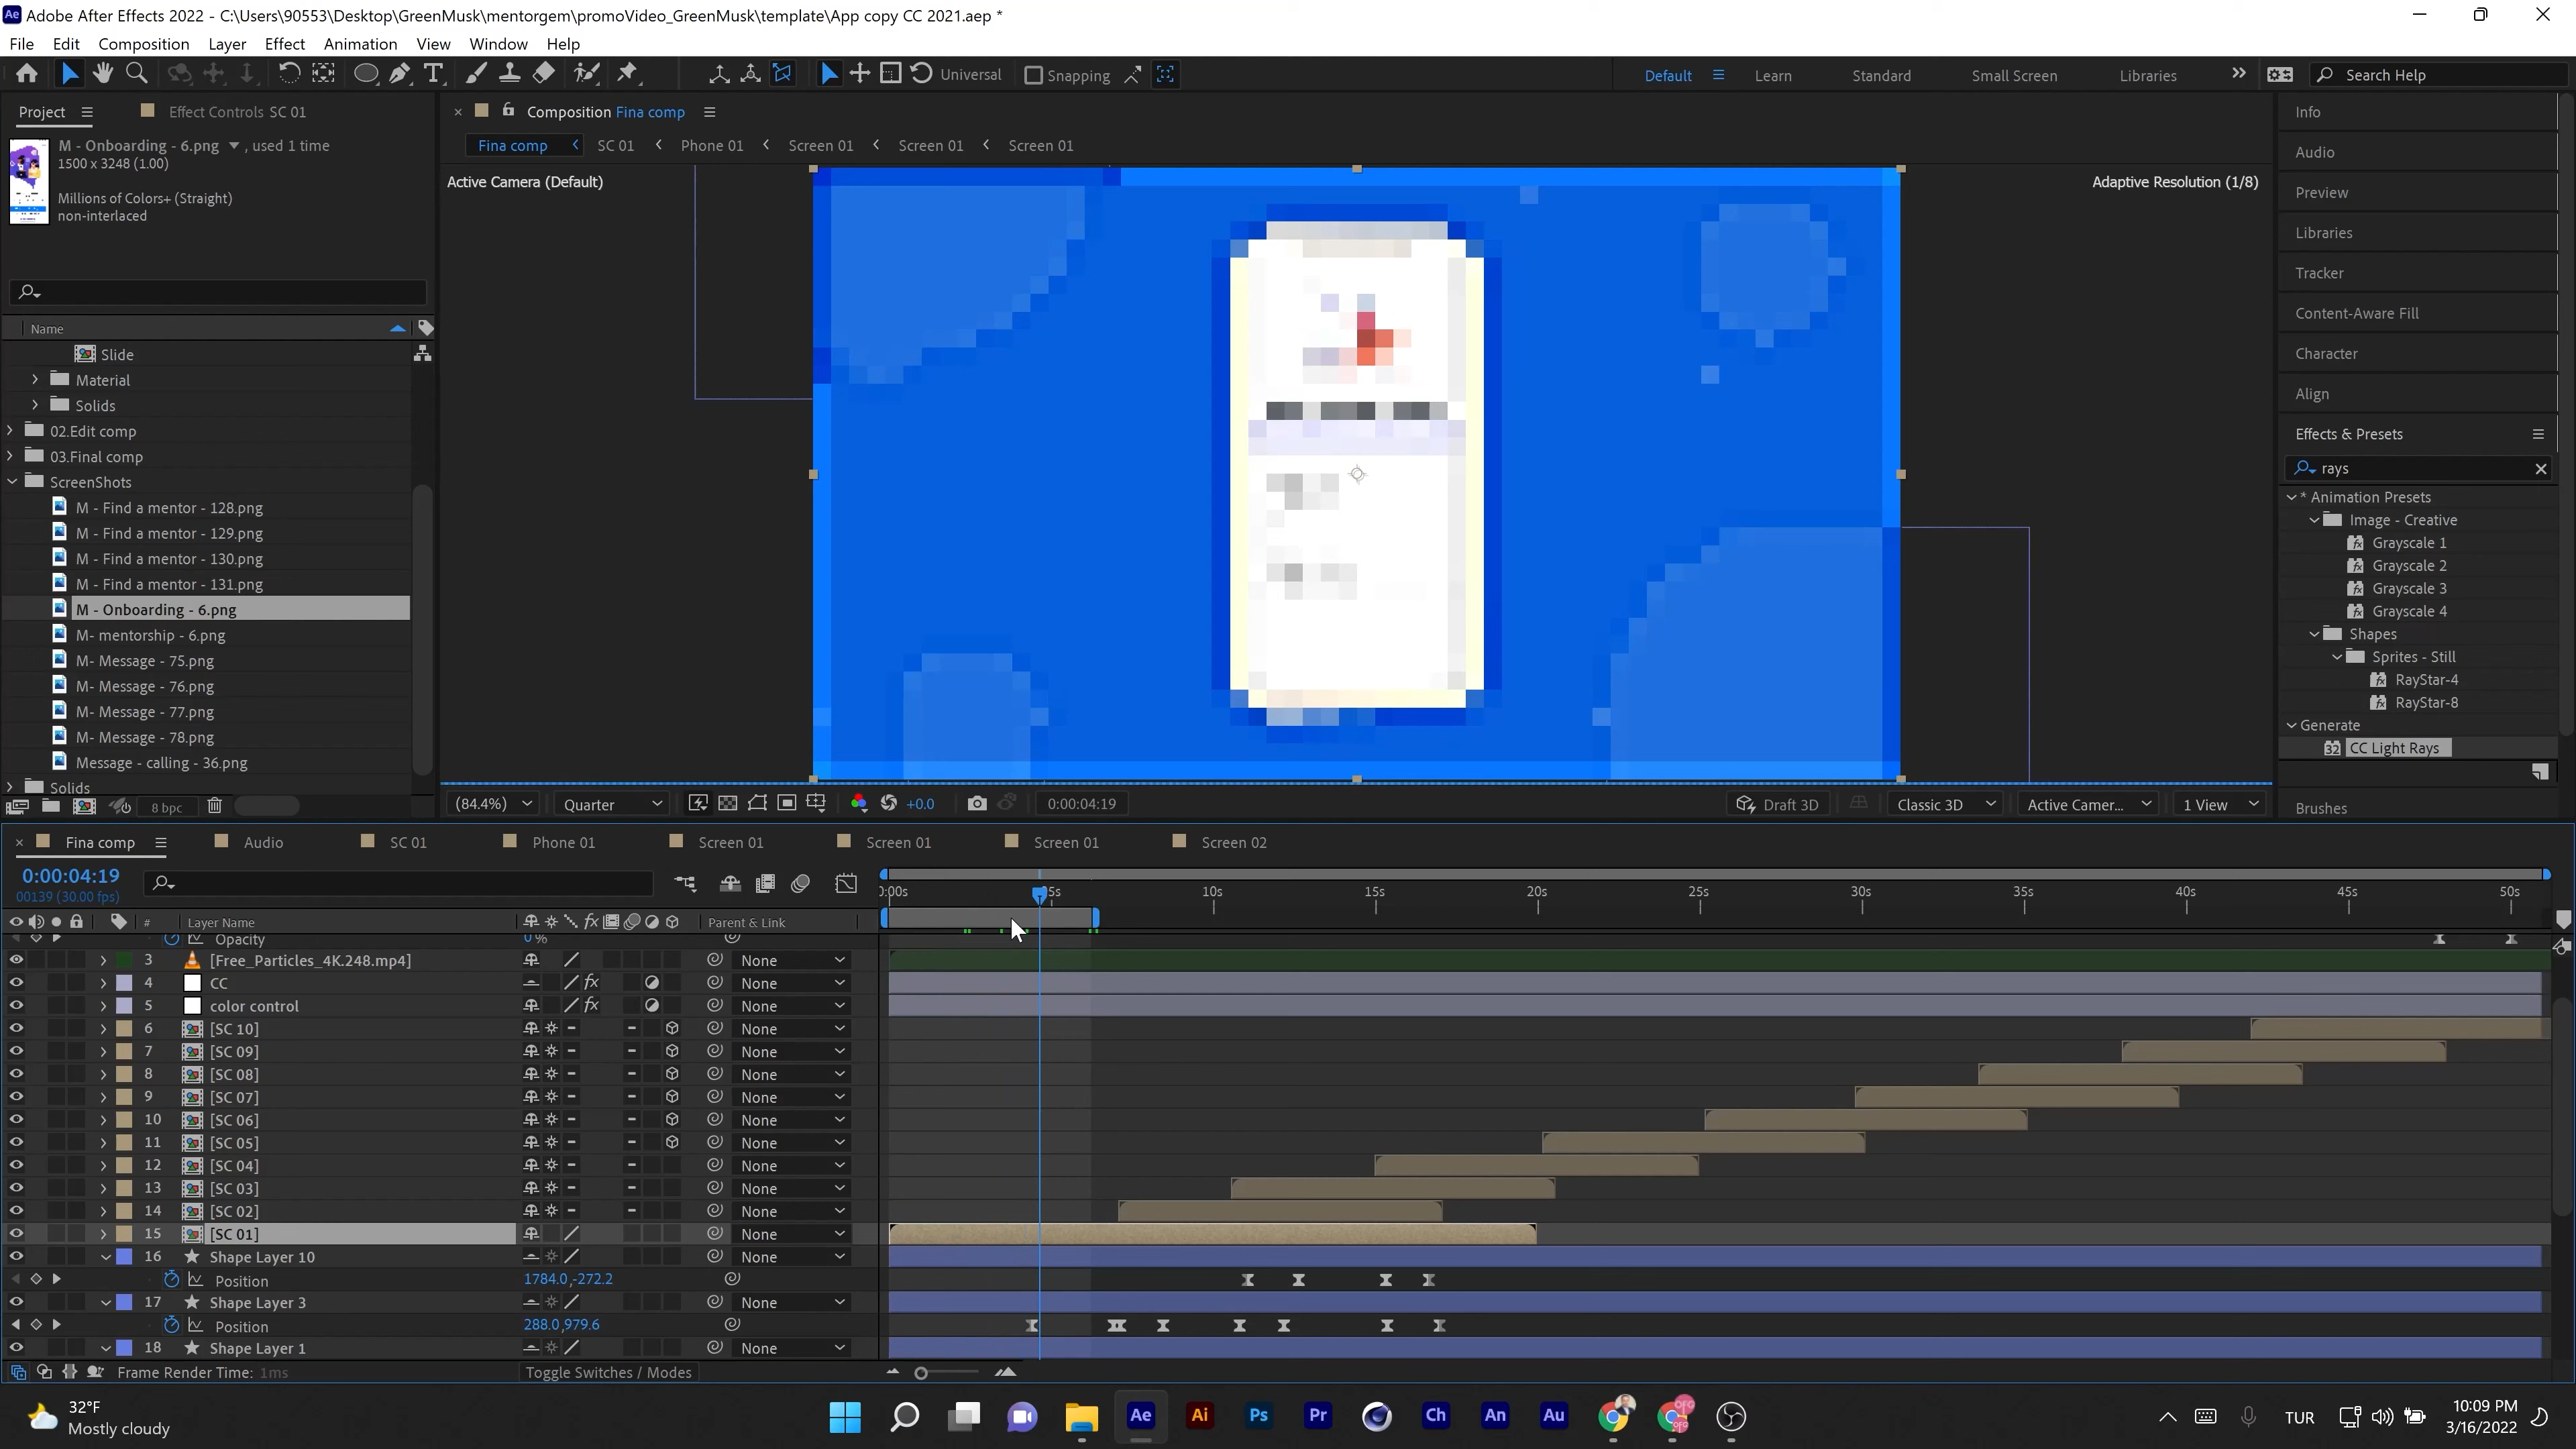 Adobe After Effects 2022 - C:\Users\90553\Desktop\GreenMusk\mentorgem\promoVideo_GreenMusk\template\App copy CC 2021.aep *
File Edit Composition Layer Effect Animation View Window Help
Universal Snapping Default Learn Standard Small Screen Libraries Search Help
Project Effect Controls SC 01
M - Onboarding - 6.png , used 1 time
1500 x 3248 (1.00)
Millions of Colors+ (Straight)
non-interlaced
Name
Slide
Material
Solids
02.Edit comp
03.Final comp
ScreenShots
M - Find a mentor - 128.png
M - Find a mentor - 129.png
M - Find a mentor - 130.png
M - Find a mentor - 131.png
M - Onboarding - 6.png
M- mentorship - 6.png
M- Message - 75.png
M- Message - 76.png
M- Message - 77.png
M- Message - 78.png
Message - calling - 36.png
Solids
8 bpc
Composition Fina comp
Fina comp SC 01 Phone 01 Screen 01 Screen 01 Screen 01
Active Camera (Default)
Adaptive Resolution (1/8)
(84.4%) Quarter +0.0 0:00:04:19 Draft 3D Classic 3D Active Camer... 1 View
Info
Audio
Preview
Libraries
Tracker
Content-Aware Fill
Character
Align
Effects & Presets
rays
* Animation Presets
Image - Creative
Grayscale 1
Grayscale 2
Grayscale 3
Grayscale 4
Shapes
Sprites - Still
RayStar-4
RayStar-8
Generate
32 CC Light Rays
Brushes
Fina comp Audio SC 01 Phone 01 Screen 01 Screen 01 Screen 01 Screen 02
0:00:04:19
00139 (30.00 fps)
10s 15s 20s 25s 30s 35s 40s 45s 50s
# Layer Name Parent & Link
Opacity 0 %
3 [Free_Particles_4K.248.mp4] None
4 CC None
5 color control None
6 [SC 10] None
7 [SC 09] None
8 [SC 08] None
9 [SC 07] None
10 [SC 06] None
11 [SC 05] None
12 [SC 04] None
13 [SC 03] None
14 [SC 02] None
15 [SC 01] None
16 Shape Layer 10 None
Position 1784.0,-272.2
17 Shape Layer 3 None
Position 288.0,979.6
18 Shape Layer 1 None
Frame Render Time: 1ms Toggle Switches / Modes
32°F
Mostly cloudy
Ae Ai Ps Pr Ch An Au
TUR
10:09 PM
3/16/2022